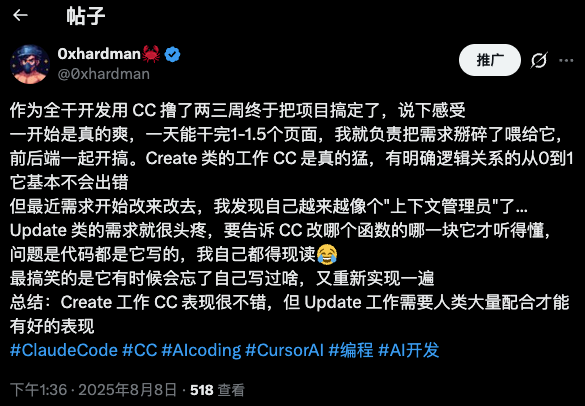 帖子
0xhardman🦀
@0xhardman
推广
作为全干开发用 CC 撸了两三周终于把项目搞定了，说下感受
一开始是真的爽，一天能干完1-1.5个页面，我就负责把需求掰碎了喂给它，
前后端一起开搞。Create 类的工作 CC 是真的猛，有明确逻辑关系的从0到1
它基本不会出错
但最近需求开始改来改去，我发现自己越来越像个"上下文管理员"了...
Update 类的需求就很头疼，要告诉 CC 改哪个函数的哪一块它才听得懂，
问题是代码都是它写的，我自己都得现读😂
最搞笑的是它有时候会忘了自己写过啥，又重新实现一遍
总结：Create 工作 CC 表现很不错，但 Update 工作需要人类大量配合才能
有好的表现
#ClaudeCode #CC #AIcoding #CursorAI #编程 #AI开发
下午1:36 · 2025年8月8日 · 518 查看